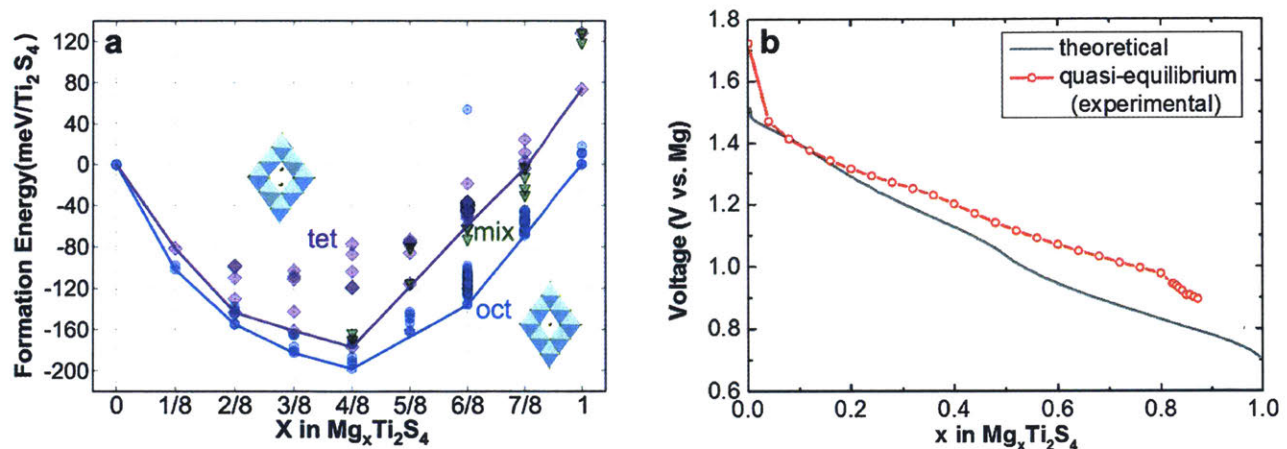 a
Formation Energy(meV/Ti₂ S₄)
120
80
40
0
-40
-80
-120
-160
-200
tet
mix
oct
0 1/8 2/8 3/8 4/8 5/8 6/8 7/8 1
X in MgₓTi₂S₄
b
Voltage (V vs. Mg)
1.8
1.6
1.4
1.2
1.0
0.8
0.6
theoretical
quasi-equilibrium
(experimental)
0.0 0.2 0.4 0.6 0.8 1.0
x in MgₓTi₂S₄